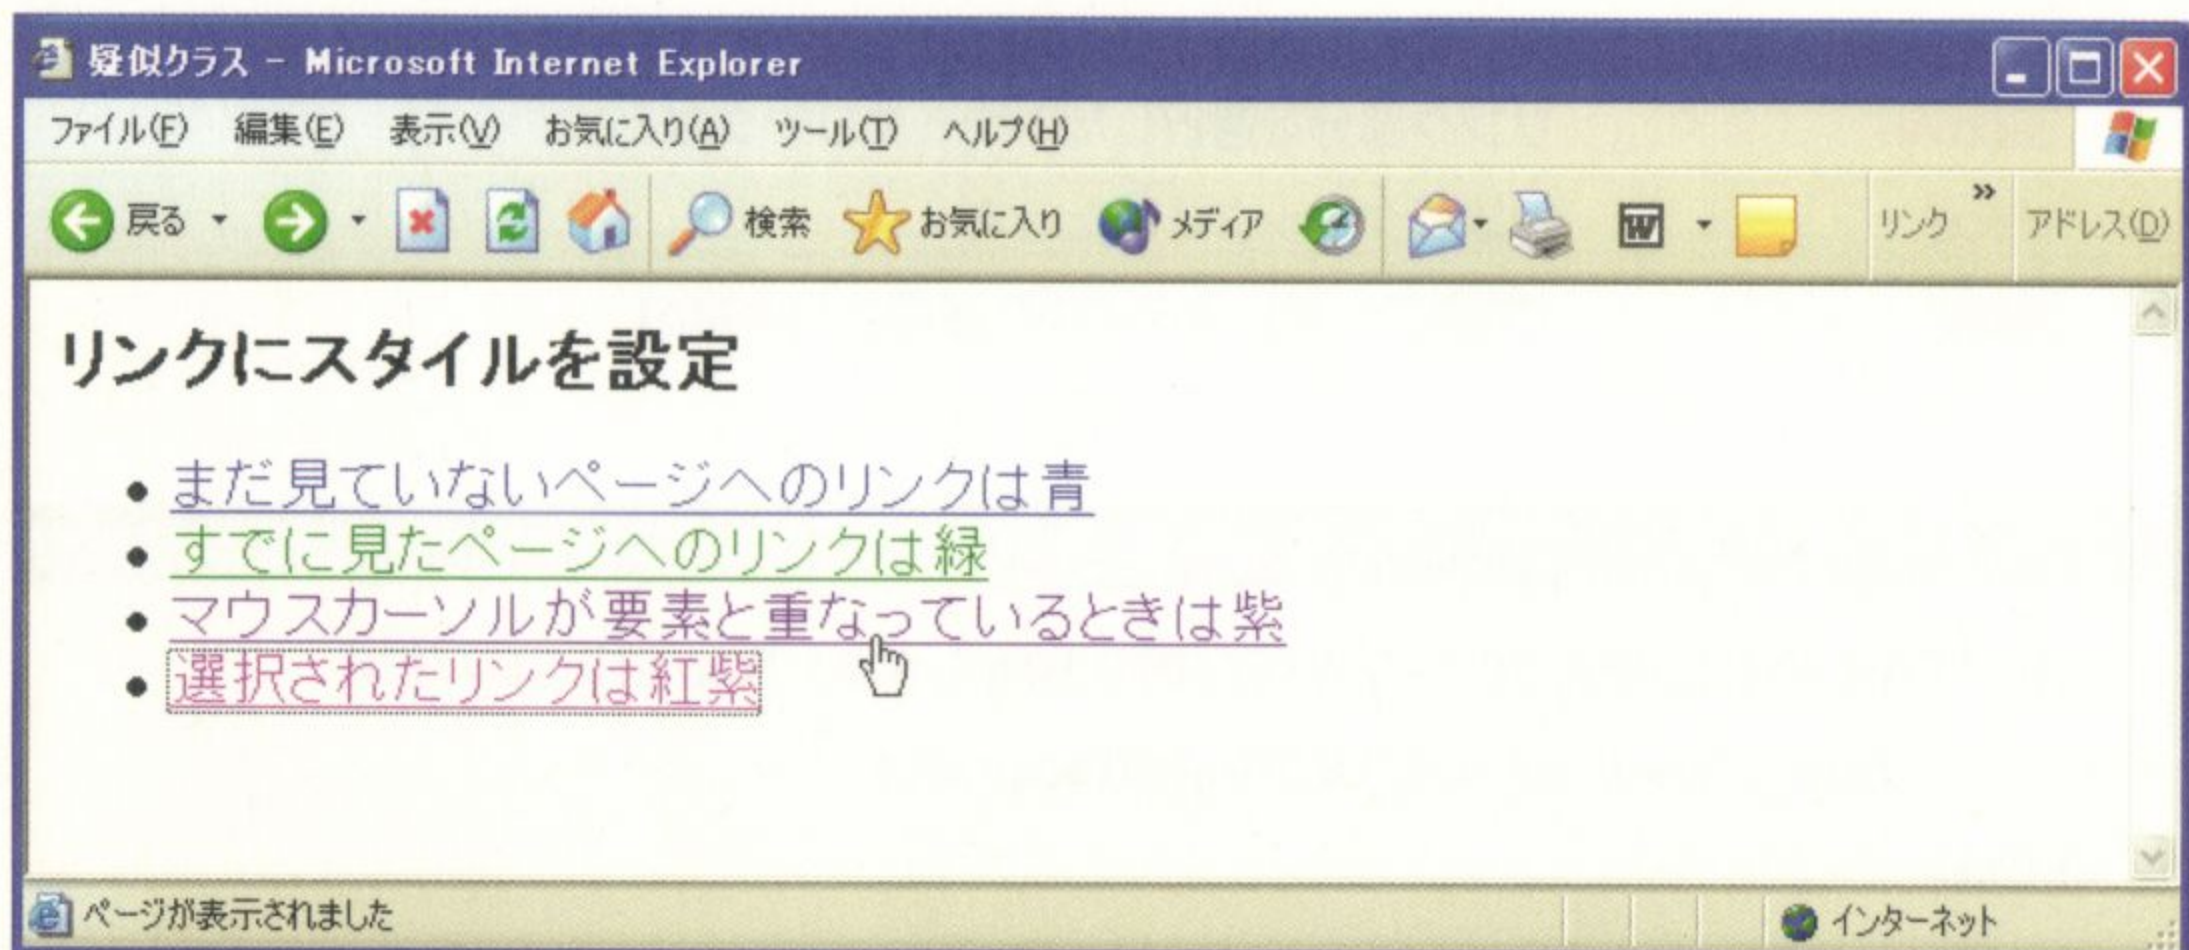 疑似クラス - Microsoft Internet Explorer
ファイル(F) 編集(E) 表示(V) お気に入り(A) ツール(T) ヘルプ(H)
戻る 検索 お気に入り メディア W リンク » アドレス(D)
リンクにスタイルを設定
• まだ見ていないページへのリンクは青
• すでに見たページへのリンクは緑
• マウスカーソルが要素と重なっているときは紫
• 選択されたリンクは紅紫
ページが表示されました インターネット